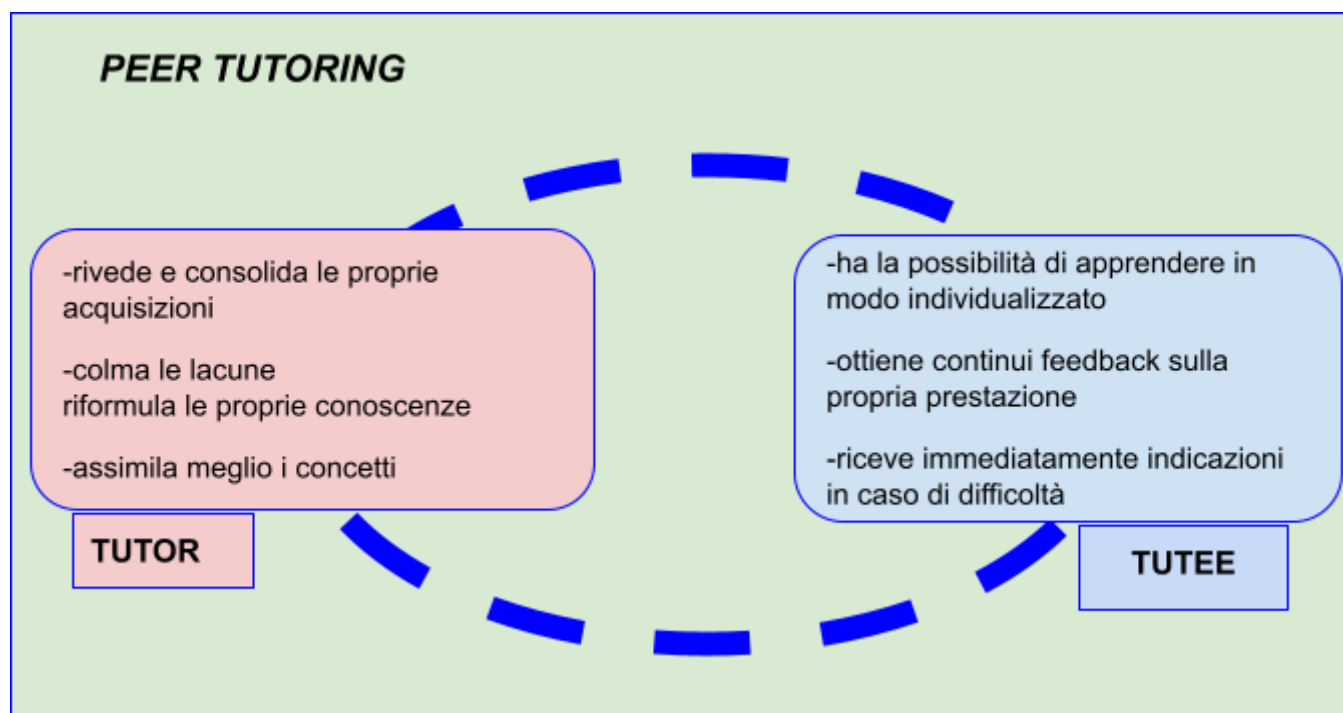 PEER TUTORING
-rivede e consolida le proprie
acquisizioni
-colma le lacune
riformula le proprie conoscenze
-assimila meglio i concetti
TUTOR
-ha la possibilità di apprendere in
modo individualizzato
-ottiene continui feedback sulla
propria prestazione
-riceve immediatamente indicazioni
in caso di difficoltà
TUTEE